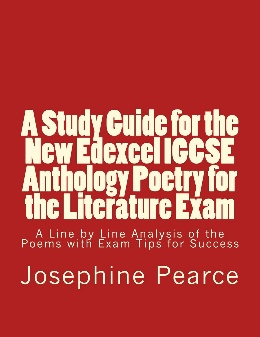 A Study Guide for the
New Edexcel IGCSE
Anthology Poetry for
the Literature Exam
A Line by Line Analysis of the
Poems with Exam Tips for Success
Josephine Pearce